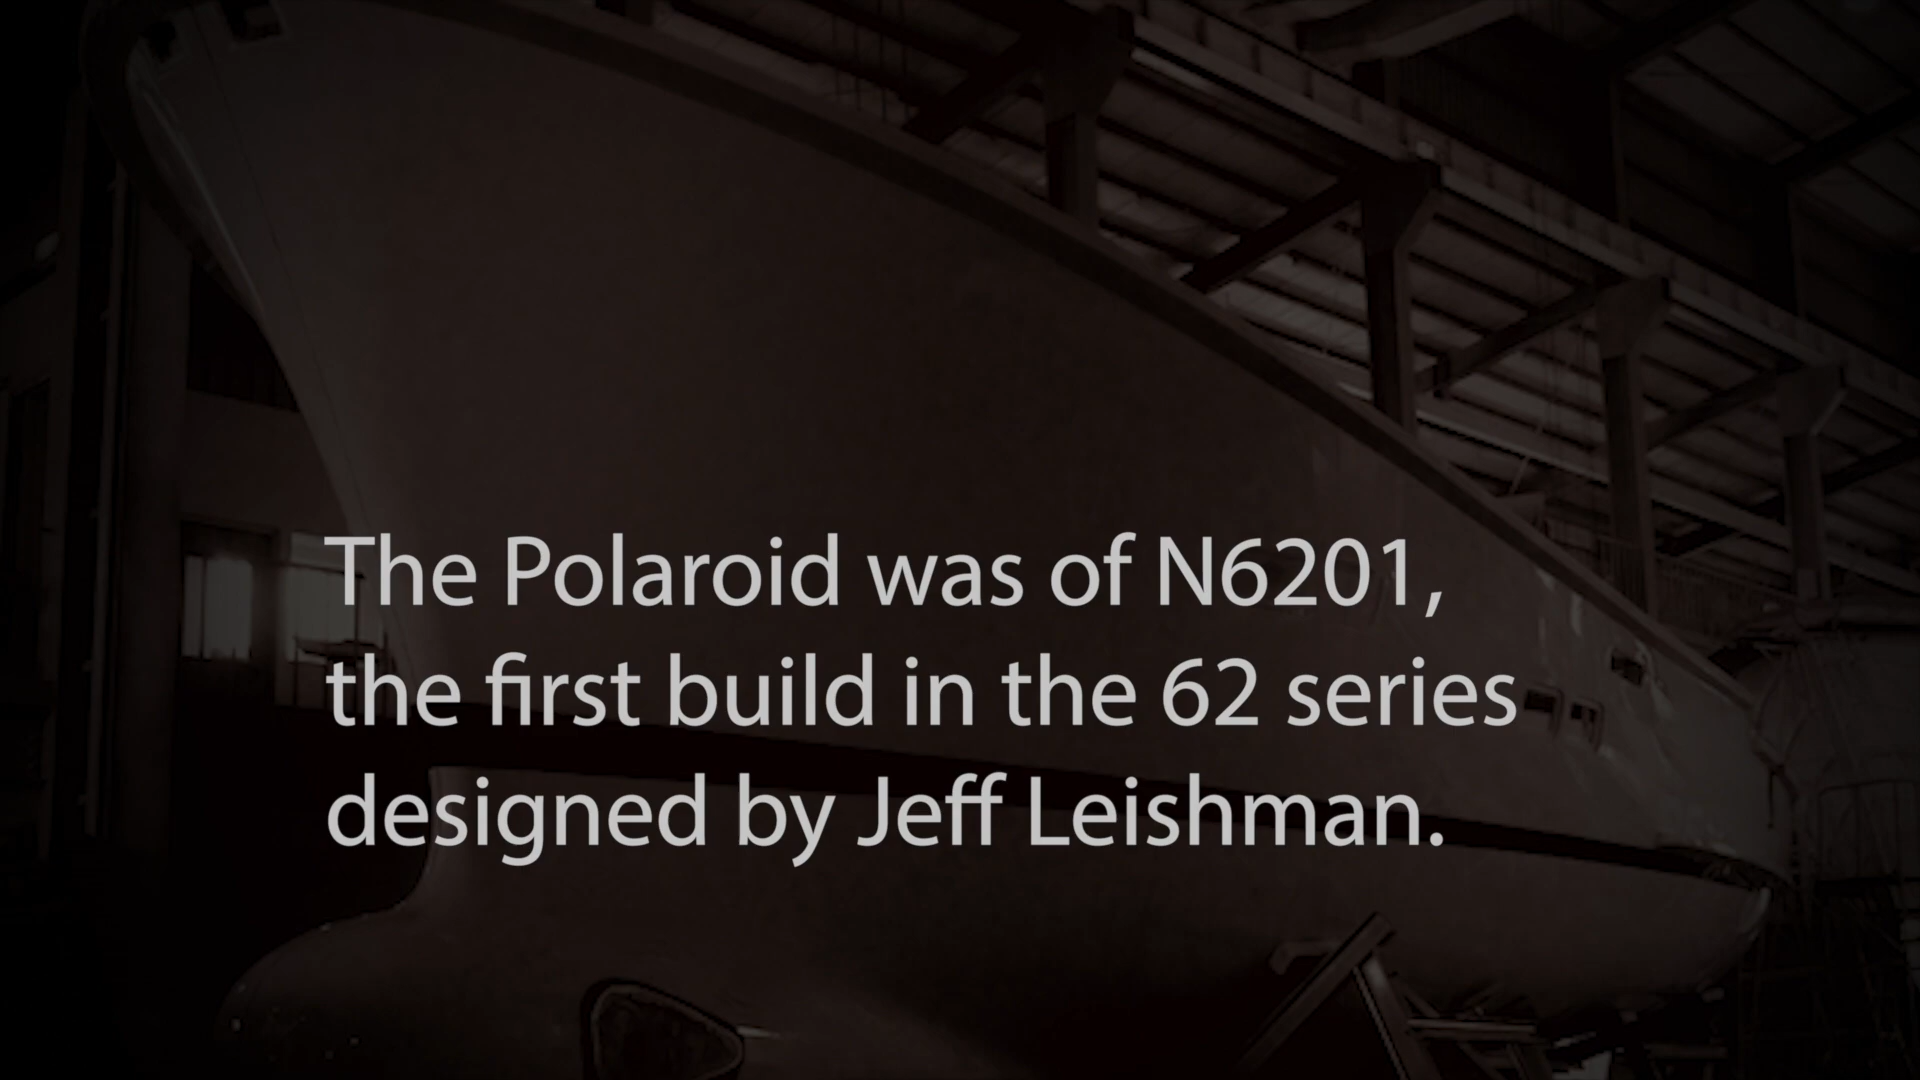 The Polaroid was of N6201,
the first build in the 62 series
designed by Jeff Leishman.